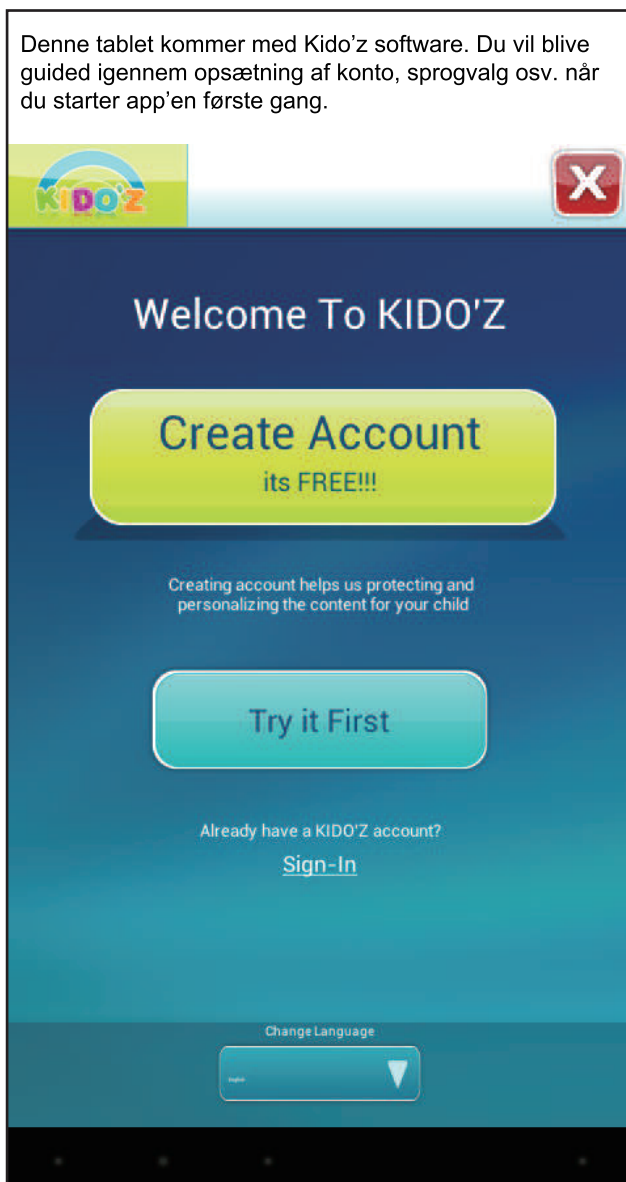 Denne tablet kommer med Kido’z software. Du vil blive
guided igennem opsætning af konto, sprogvalg osv. når
du starter app’en første gang.
KIDO'Z
X
Welcome To KIDO'Z
Create Account
its FREE!!!
Creating account helps us protecting and
personalizing the content for your child
Try it First
Already have a KIDO'Z account?
Sign-In
Change Language
English